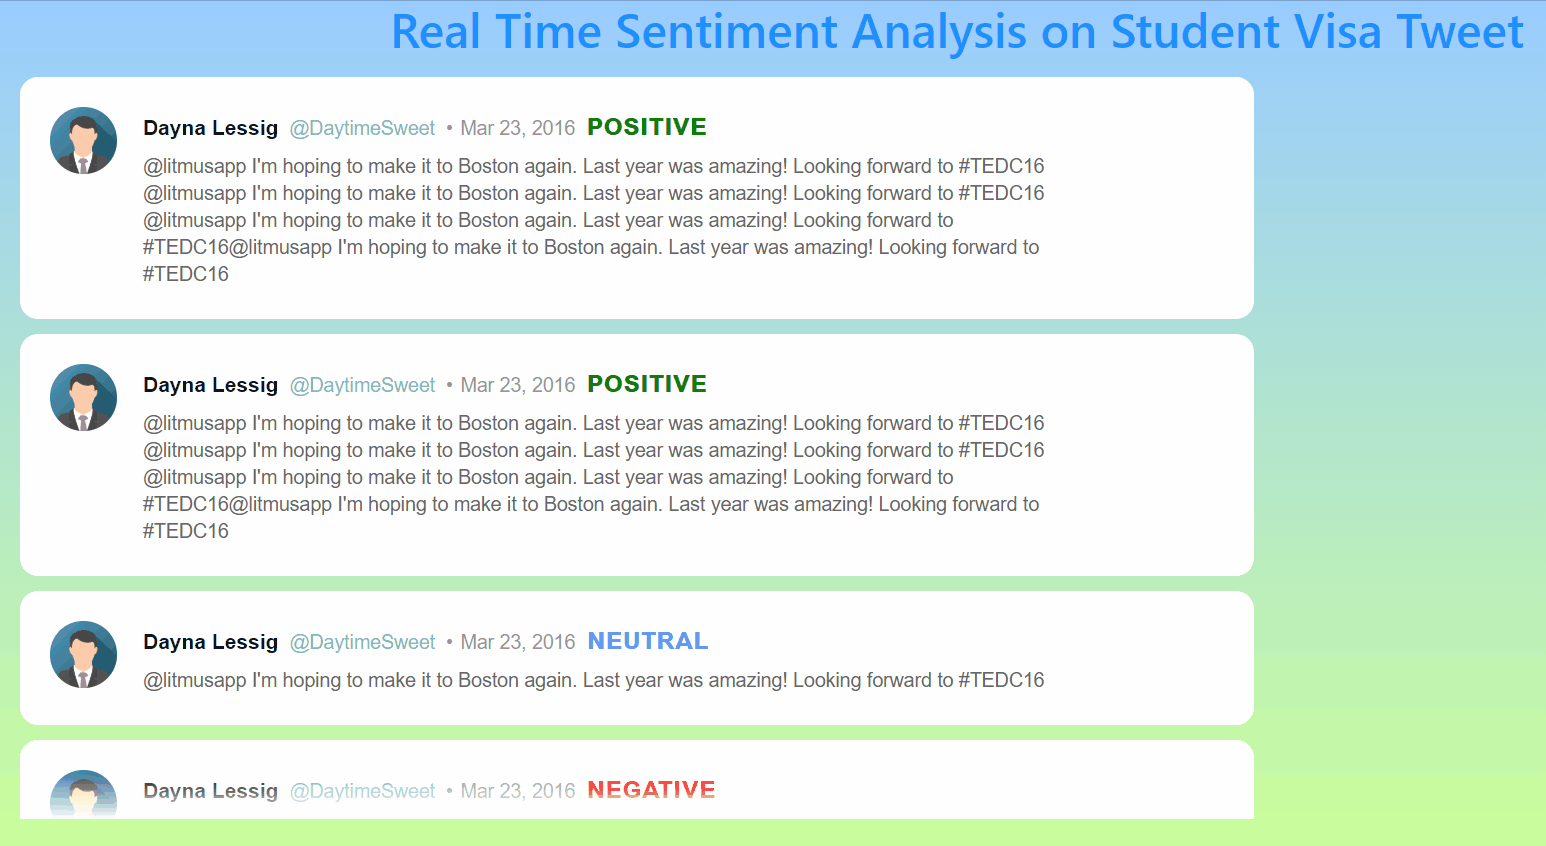 Real Time Sentiment Analysis on Student Visa Tweet
Dayna Lessig @DaytimeSweet • Mar 23, 2016 POSITIVE
@litmusapp I'm hoping to make it to Boston again. Last year was amazing! Looking forward to #TEDC16
@litmusapp I'm hoping to make it to Boston again. Last year was amazing! Looking forward to #TEDC16
@litmusapp I'm hoping to make it to Boston again. Last year was amazing! Looking forward to
#TEDC16@litmusapp I'm hoping to make it to Boston again. Last year was amazing! Looking forward to
#TEDC16
Dayna Lessig @DaytimeSweet • Mar 23, 2016 POSITIVE
@litmusapp I'm hoping to make it to Boston again. Last year was amazing! Looking forward to #TEDC16
@litmusapp I'm hoping to make it to Boston again. Last year was amazing! Looking forward to #TEDC16
@litmusapp I'm hoping to make it to Boston again. Last year was amazing! Looking forward to
#TEDC16@litmusapp I'm hoping to make it to Boston again. Last year was amazing! Looking forward to
#TEDC16
Dayna Lessig @DaytimeSweet • Mar 23, 2016 NEUTRAL
@litmusapp I'm hoping to make it to Boston again. Last year was amazing! Looking forward to #TEDC16
Dayna Lessig @DaytimeSweet • Mar 23, 2016 NEGATIVE